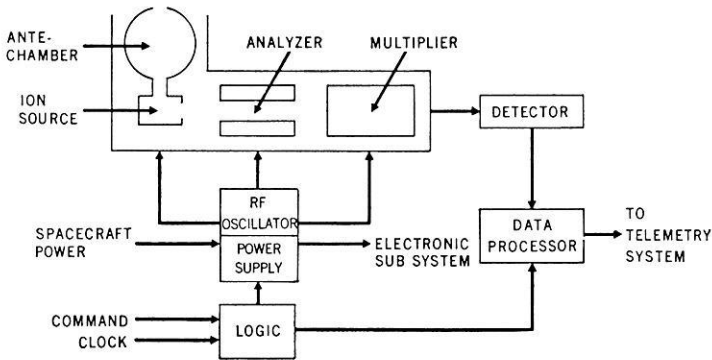 ANTE-
CHAMBER
ION
SOURCE
ANALYZER
MULTIPLIER
DETECTOR
RF
OSCILLATOR
SPACECRAFT
POWER
POWER
SUPPLY
ELECTRONIC
SUB SYSTEM
DATA
PROCESSOR
TO
TELEMETRY
SYSTEM
COMMAND
CLOCK
LOGIC